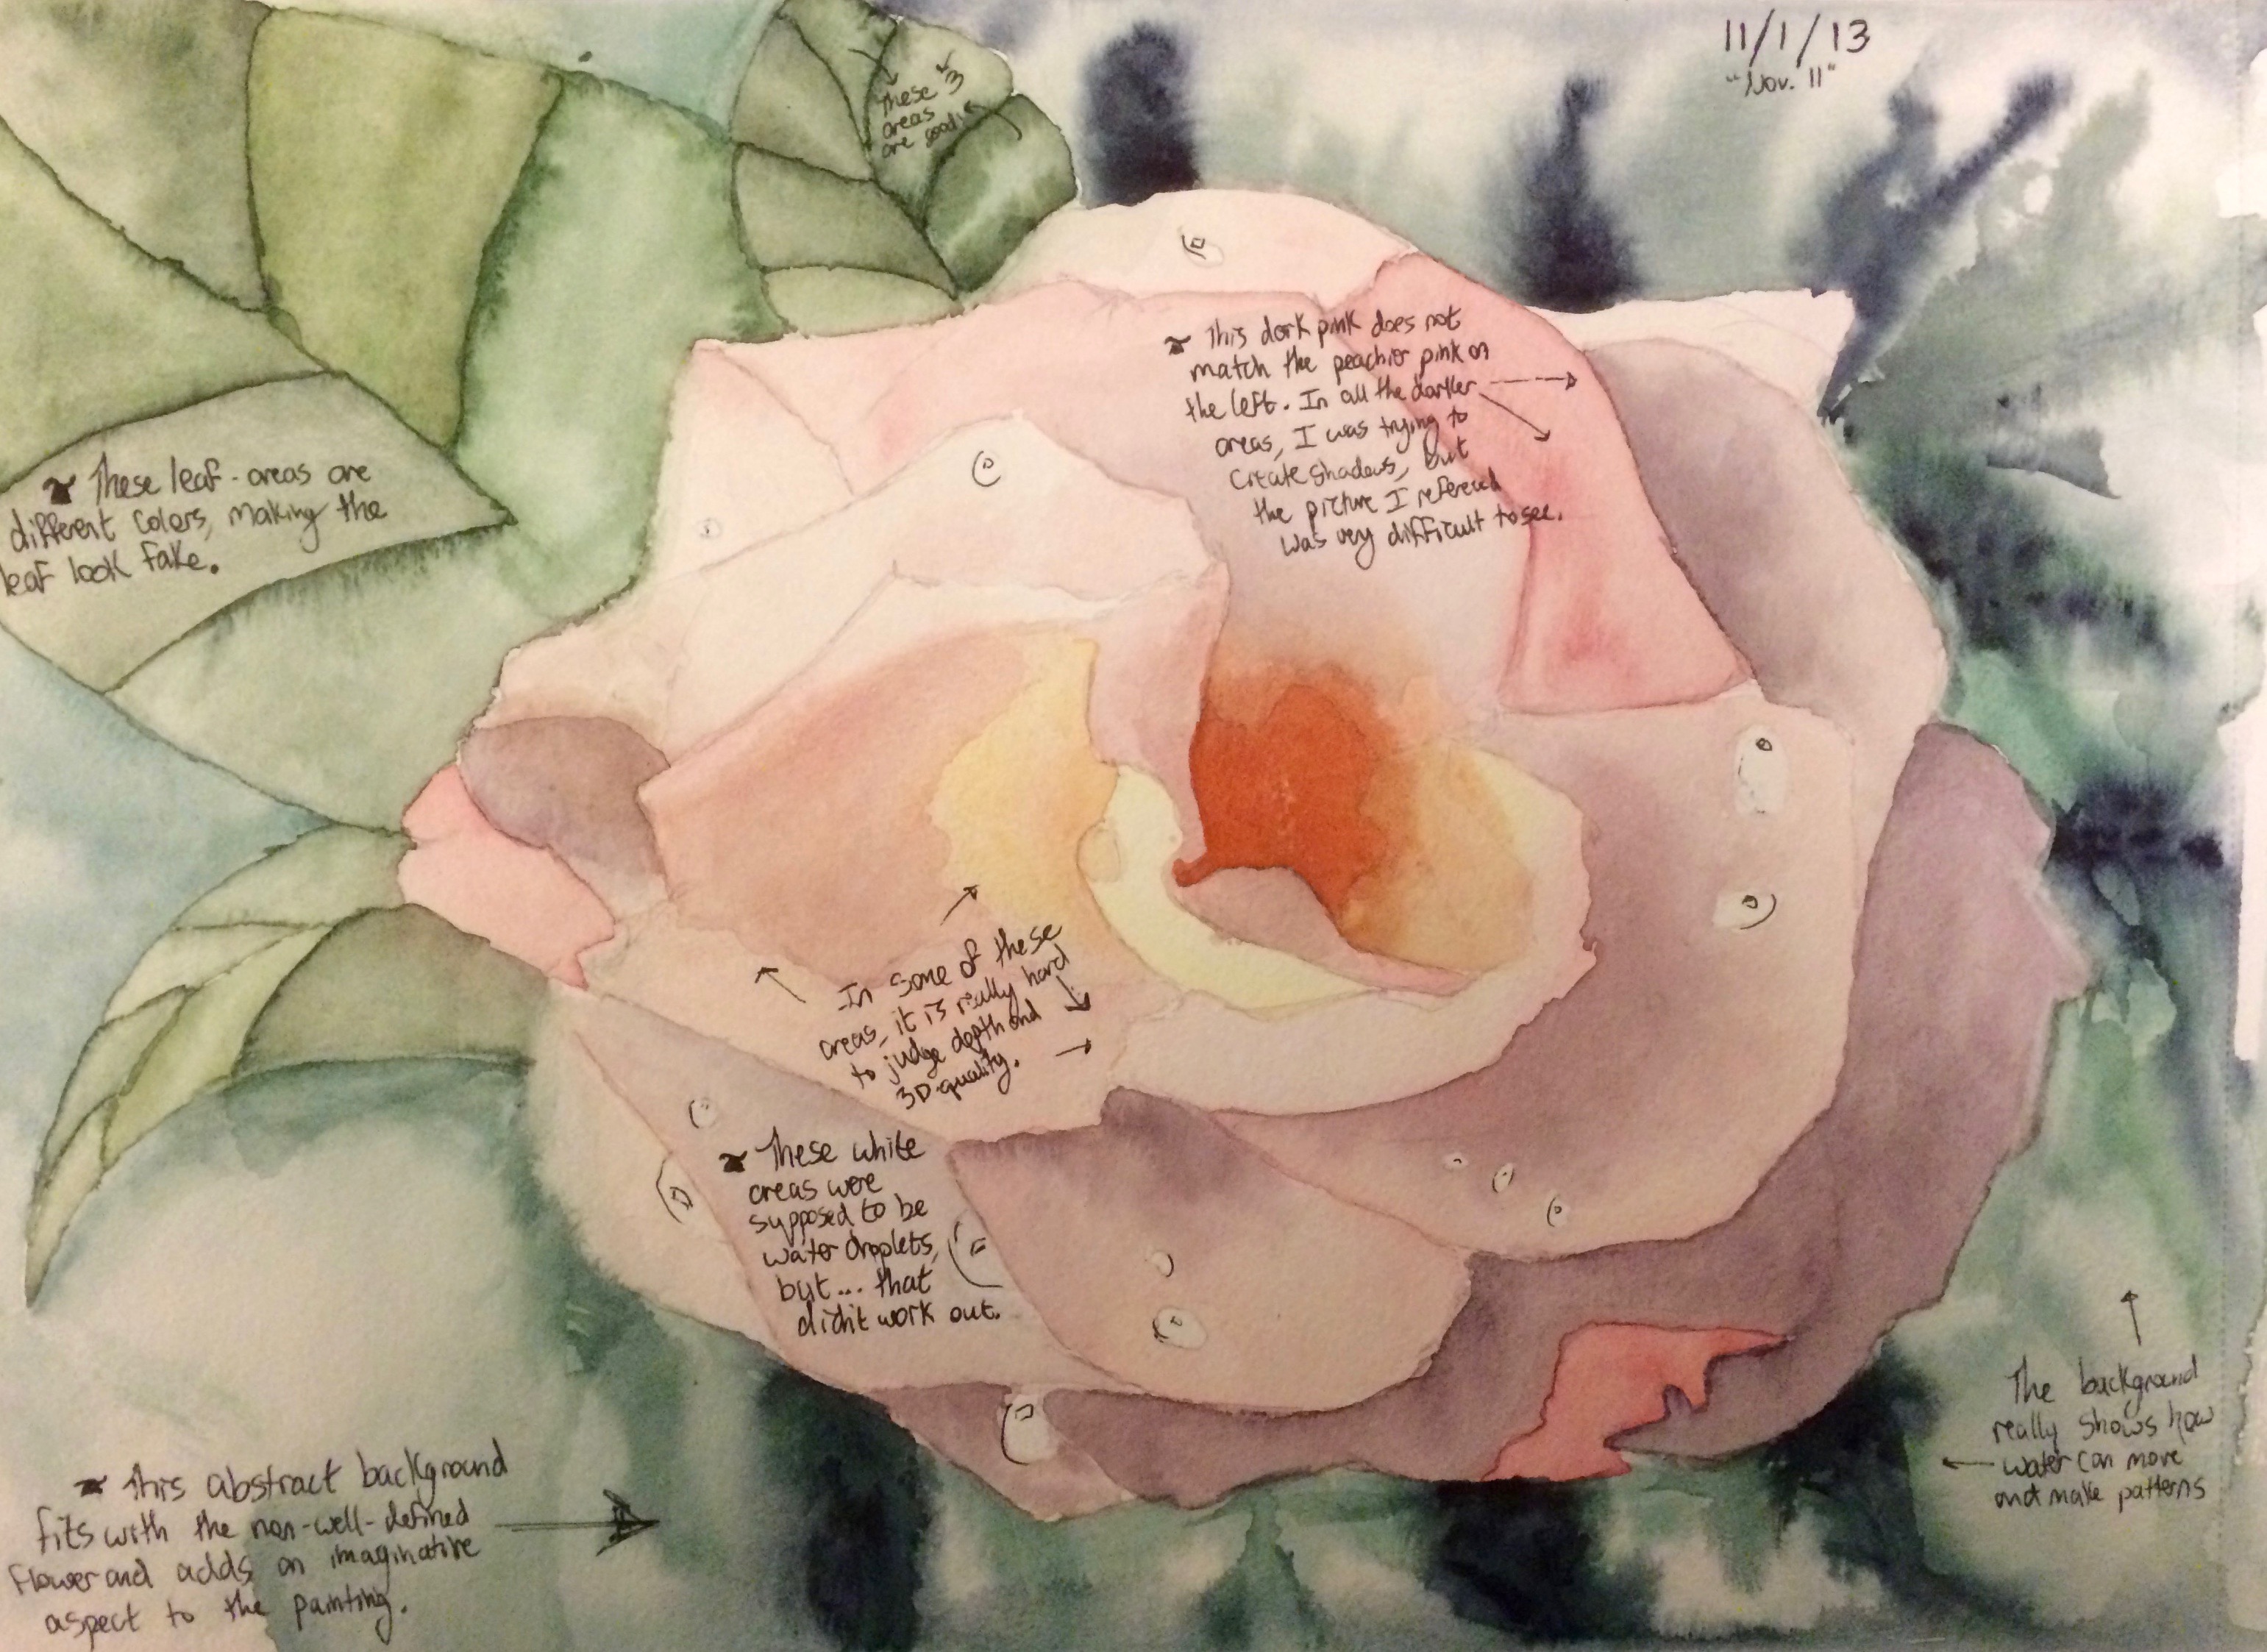 11/1/13
"Nov. 11"
These 3
areas
are good!
This dark pink does not
match the peachier pink on
the left. In all the darker
areas, I was trying to
create shadows, but
the picture I refereced
was very difficult to see.
These leaf-areas are
different colors, making the
leaf look fake.
In some of these
areas, it is really hard
to judge depth and
3D-quality.
These white
areas were
supposed to be
water droplets,
but... that
didn't work out.
The background
really shows how
water can move
and make patterns
This abstract background
fits with the non-well-defined
flower and adds an imaginative
aspect to the painting.